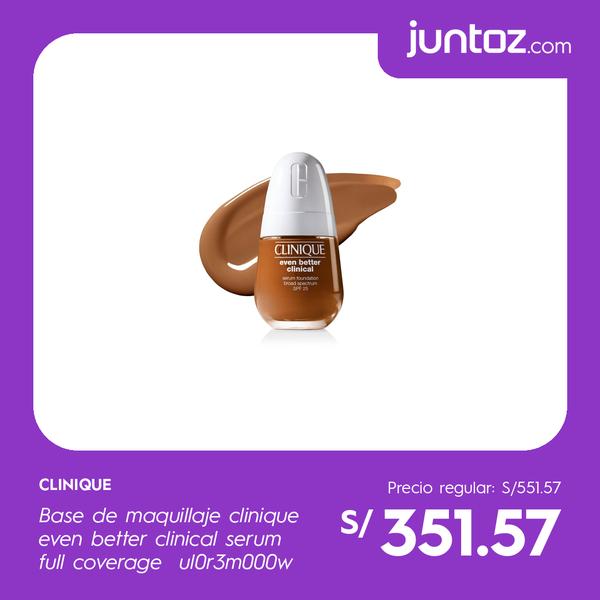 juntoz.com
CLINIQUE
even better
clinical
serum foundation
broad spectrum
SPF 25
CLINIQUE
Base de maquillaje clinique
even better clinical serum
full coverage ul0r3m000w
Precio regular: S/551.57
S/ 351.57